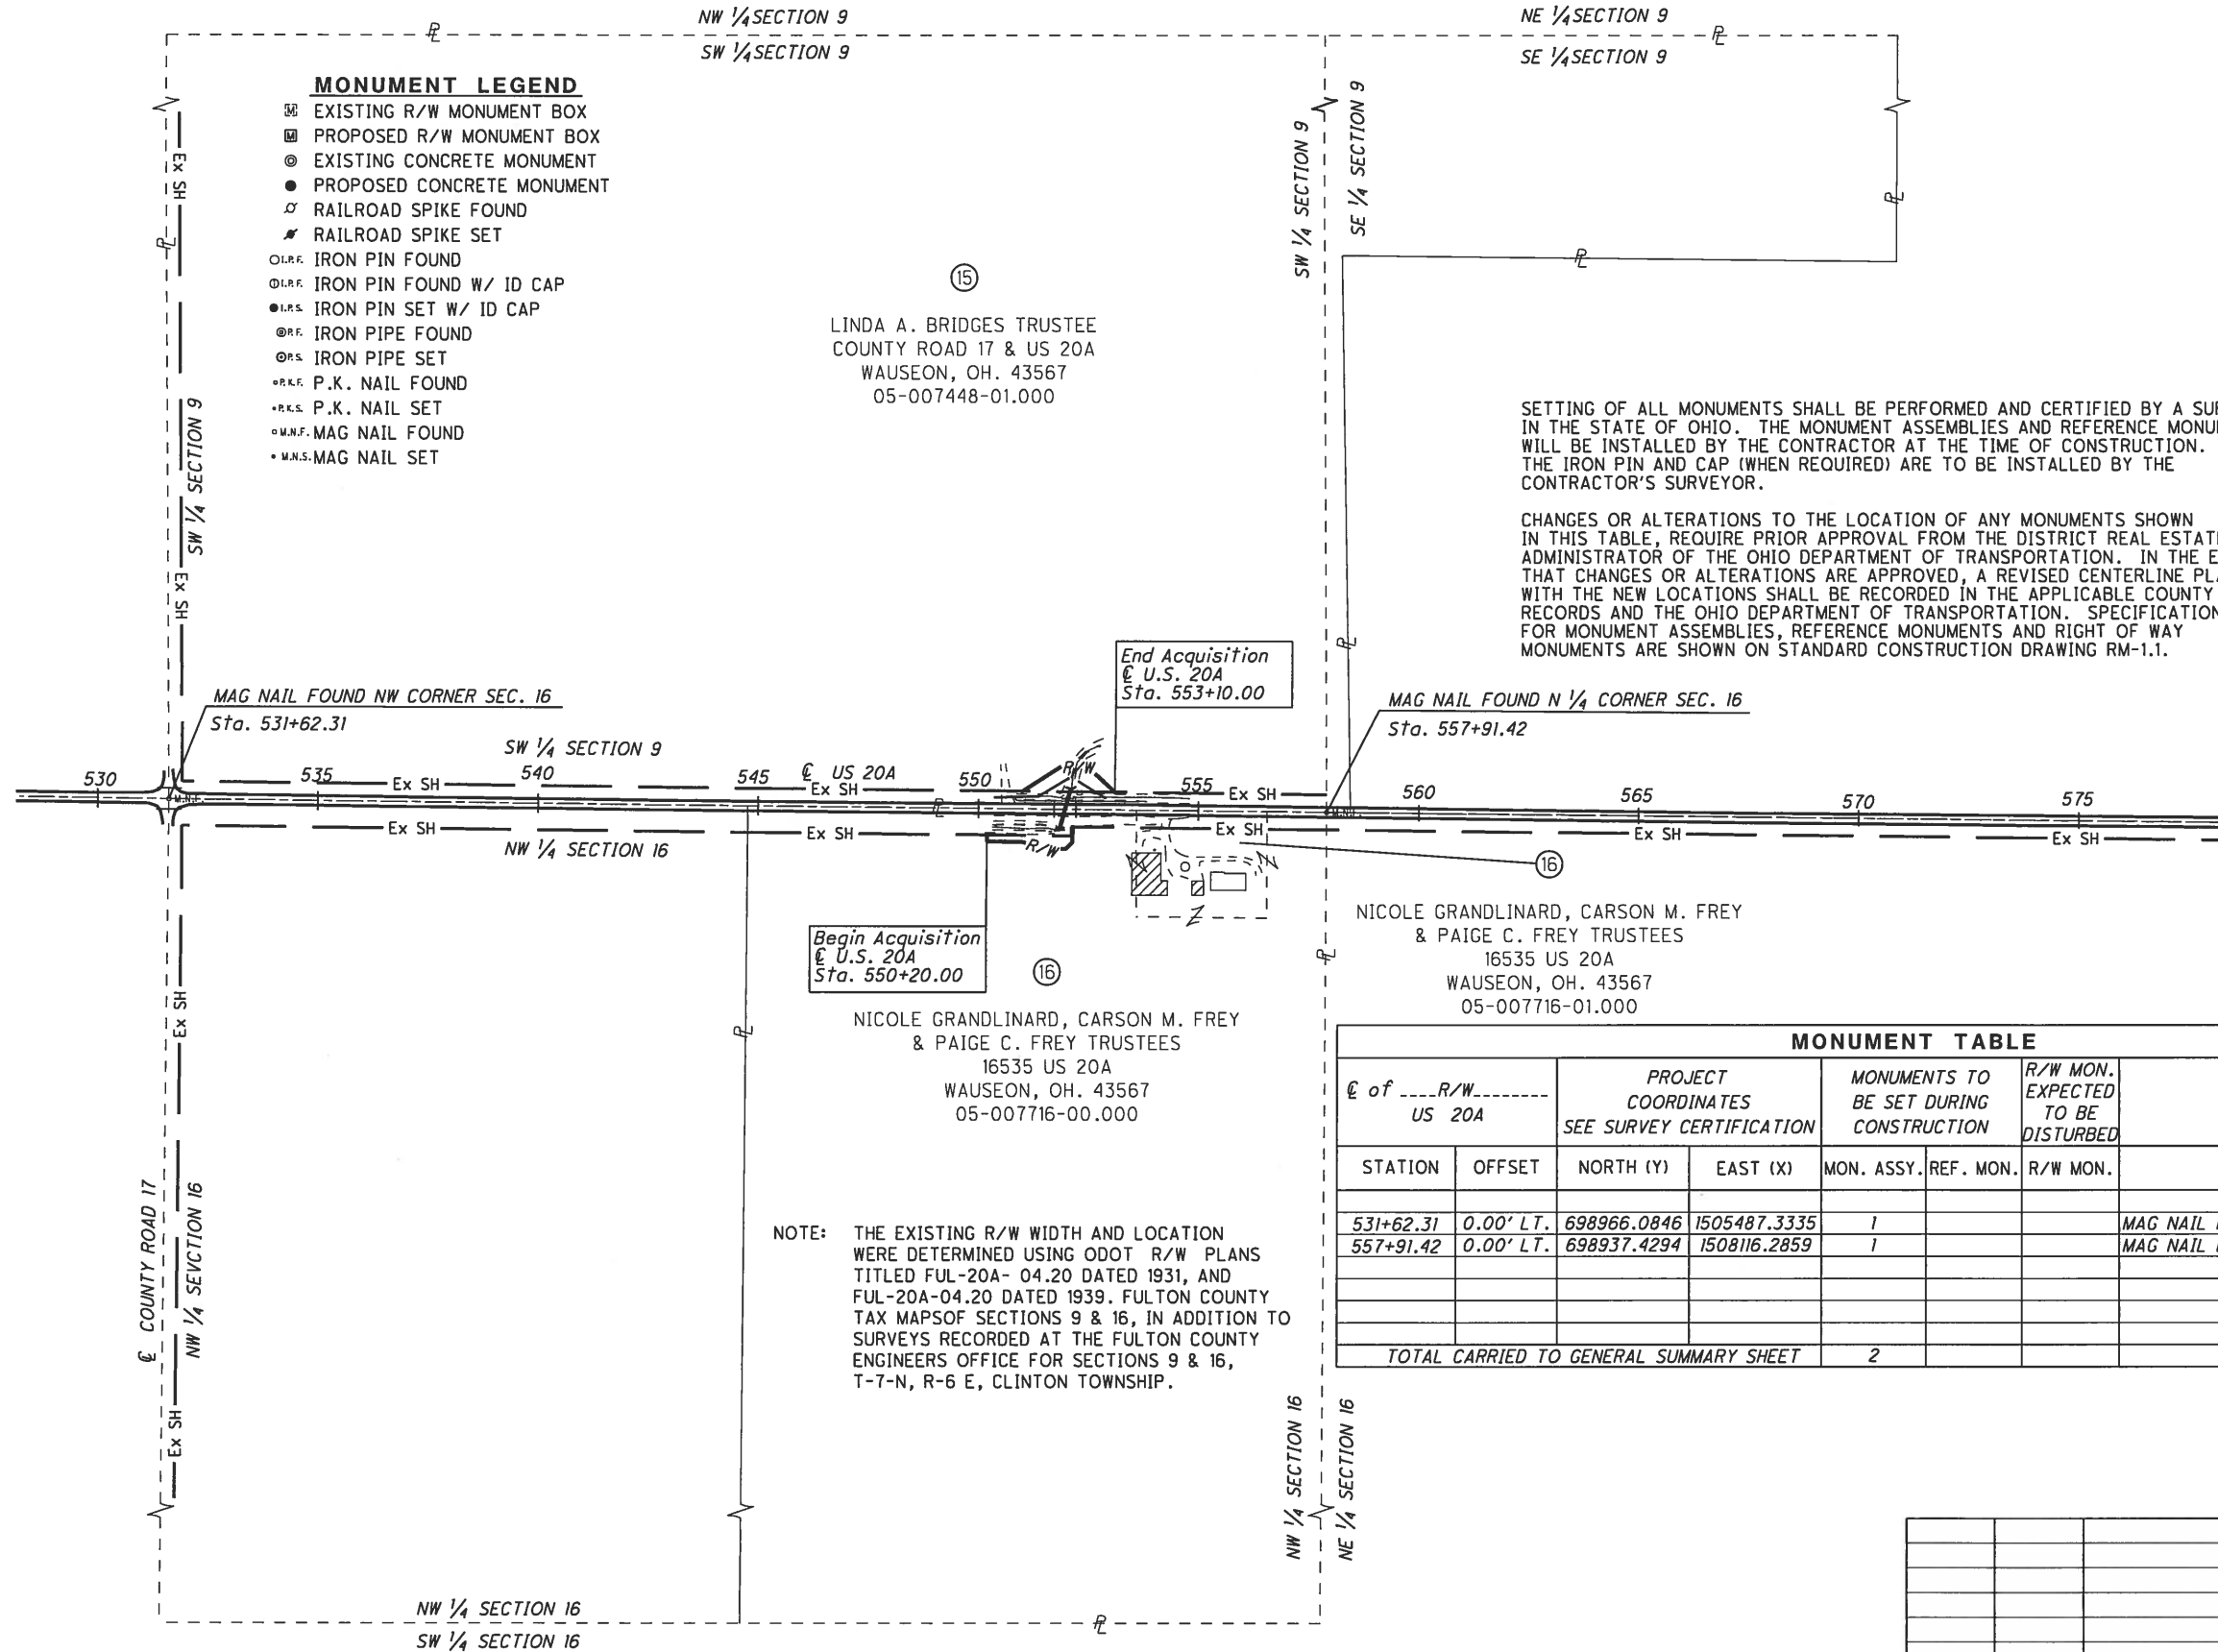 NW 1/4 SECTION 9
SW 1/4 SECTION 9
NE 1/4 SECTION 9
SE 1/4 SECTION 9
MONUMENT LEGEND
EXISTING R/W MONUMENT BOX
PROPOSED R/W MONUMENT BOX
EXISTING CONCRETE MONUMENT
PROPOSED CONCRETE MONUMENT
RAILROAD SPIKE FOUND
RAILROAD SPIKE SET
I.P.F. IRON PIN FOUND
I.P.F. IRON PIN FOUND W/ ID CAP
I.P.S. IRON PIN SET W/ ID CAP
P.F. IRON PIPE FOUND
P.S. IRON PIPE SET
P.K.F. P.K. NAIL FOUND
P.K.S. P.K. NAIL SET
M.N.F. MAG NAIL FOUND
M.N.S. MAG NAIL SET
Ex SH
SW 1/4 SECTION 9
Ex SH
SW 1/4 SECTION 9
SE 1/4 SECTION 9
15
LINDA A. BRIDGES TRUSTEE
COUNTY ROAD 17 & US 20A
WAUSEON, OH. 43567
05-007448-01.000
SETTING OF ALL MONUMENTS SHALL BE PERFORMED AND CERTIFIED BY A
IN THE STATE OF OHIO. THE MONUMENT ASSEMBLIES AND REFERENCE
WILL BE INSTALLED BY THE CONTRACTOR AT THE TIME OF CONSTRUCTION.
THE IRON PIN AND CAP (WHEN REQUIRED) ARE TO BE INSTALLED BY THE
CONTRACTOR'S SURVEYOR.
CHANGES OR ALTERATIONS TO THE LOCATION OF ANY MONUMENTS SHOWN
IN THIS TABLE, REQUIRE PRIOR APPROVAL FROM THE DISTRICT REAL ESTAT
ADMINISTRATOR OF THE OHIO DEPARTMENT OF TRANSPORTATION. IN THE E
THAT CHANGES OR ALTERATIONS ARE APPROVED, A REVISED CENTERLINE PL
WITH THE NEW LOCATIONS SHALL BE RECORDED IN THE APPLICABLE COUNTY
RECORDS AND THE OHIO DEPARTMENT OF TRANSPORTATION. SPECIFICATION
FOR MONUMENT ASSEMBLIES, REFERENCE MONUMENTS AND RIGHT OF WAY
MONUMENTS ARE SHOWN ON STANDARD CONSTRUCTION DRAWING RM-1.1.
End Acquisition
℄ U.S. 20A
Sta. 553+10.00
MAG NAIL FOUND NW CORNER SEC. 16
Sta. 531+62.31
MAG NAIL FOUND N 1/4 CORNER SEC. 16
Sta. 557+91.42
SW 1/4 SECTION 9
530 535 540 545 ℄ US 20A 550 555 560 565 570 575
Ex SH Ex SH R/W Ex SH
M.N.F. M.N.F.
Ex SH Ex SH R/W Ex SH Ex SH Ex SH
NW 1/4 SECTION 16
16
NICOLE GRANDLINARD, CARSON M. FREY
& PAIGE C. FREY TRUSTEES
16535 US 20A
WAUSEON, OH. 43567
05-007716-01.000
Begin Acquisition
℄ U.S. 20A
Sta. 550+20.00
16
NICOLE GRANDLINARD, CARSON M. FREY
& PAIGE C. FREY TRUSTEES
16535 US 20A
WAUSEON, OH. 43567
05-007716-00.000
Ex SH
℄ COUNTY ROAD 17
NW 1/4 SEVCTION 16
Ex SH
MONUMENT TABLE
℄ of ____R/W________
US 20A
PROJECT
COORDINATES
SEE SURVEY CERTIFICATION
MONUMENTS TO
BE SET DURING
CONSTRUCTION
R/W MON.
EXPECTED
TO BE
DISTURBED
STATION OFFSET NORTH (Y) EAST (X) MON. ASSY. REF. MON. R/W MON.
531+62.31 0.00' LT. 698966.0846 1505487.3335 1 MAG NAIL
557+91.42 0.00' LT. 698937.4294 1508116.2859 1 MAG NAIL
TOTAL CARRIED TO GENERAL SUMMARY SHEET 2
NOTE: THE EXISTING R/W WIDTH AND LOCATION
WERE DETERMINED USING ODOT R/W PLANS
TITLED FUL-20A- 04.20 DATED 1931, AND
FUL-20A-04.20 DATED 1939. FULTON COUNTY
TAX MAPSOF SECTIONS 9 & 16, IN ADDITION TO
SURVEYS RECORDED AT THE FULTON COUNTY
ENGINEERS OFFICE FOR SECTIONS 9 & 16,
T-7-N, R-6 E, CLINTON TOWNSHIP.
NW 1/4 SECTION 16
NE 1/4 SECTION 16
NW 1/4 SECTION 16
SW 1/4 SECTION 16